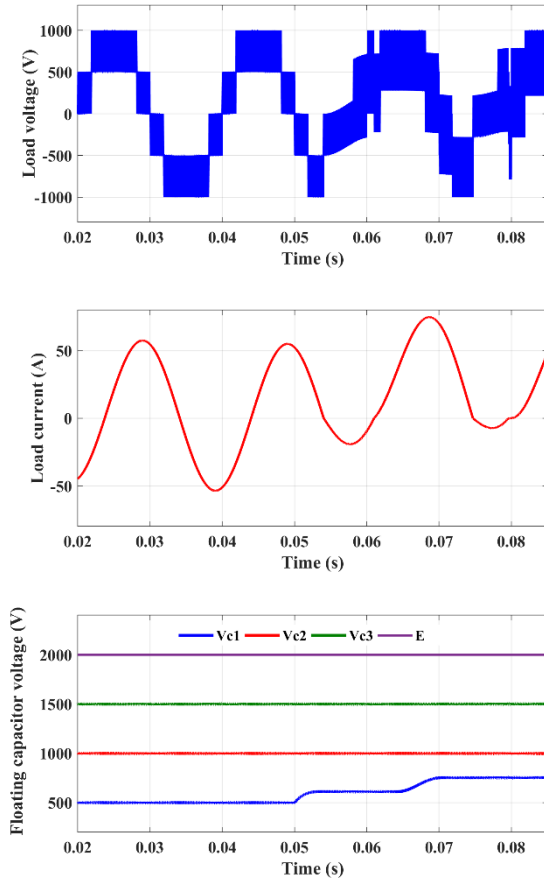 1000
500
0
-500
-1000
Load voltage (V)
0.02 0.03 0.04 0.05 0.06 0.07 0.08
Time (s)
50
0
-50
Load current (A)
0.02 0.03 0.04 0.05 0.06 0.07 0.08
Time (s)
Vc1 Vc2 Vc3 E
2000
1500
1000
500
Floating capacitor voltage (V)
0.02 0.03 0.04 0.05 0.06 0.07 0.08
Time (s)